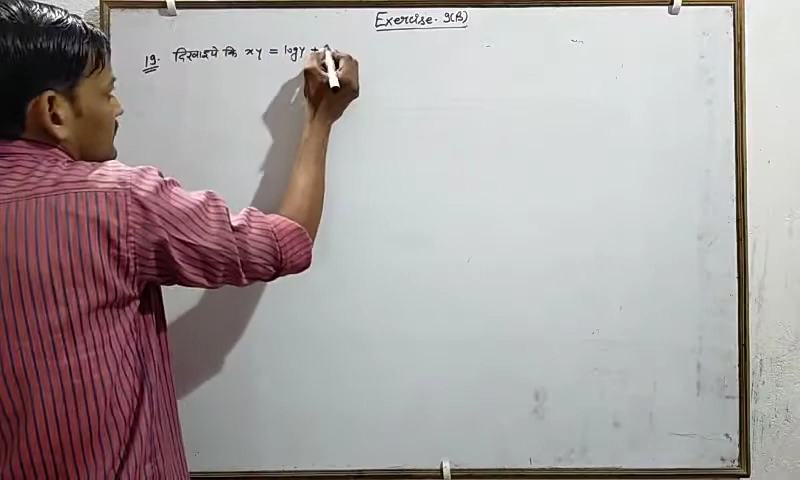 Exercise. 9(B)
19. दिखाइये कि xy = logy +